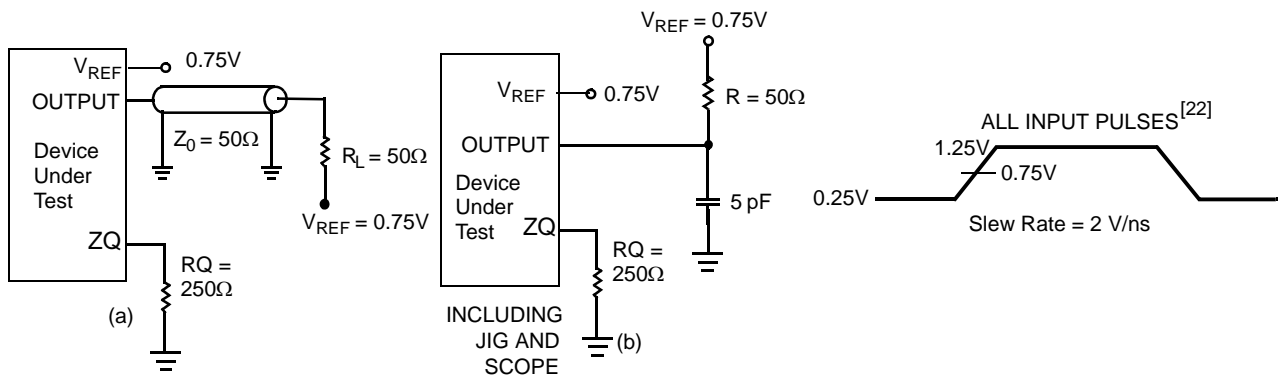 V_REF
0.75V
OUTPUT
Z_0 = 50Ω
Device
Under
Test
R_L = 50Ω
V_REF = 0.75V
ZQ
RQ =
250Ω
(a)
V_REF = 0.75V
V_REF
0.75V
R = 50Ω
OUTPUT
Device
Under
Test
5 pF
ZQ
RQ =
250Ω
INCLUDING
JIG AND
SCOPE
(b)
ALL INPUT PULSES[22]
1.25V
0.75V
0.25V
Slew Rate = 2 V/ns